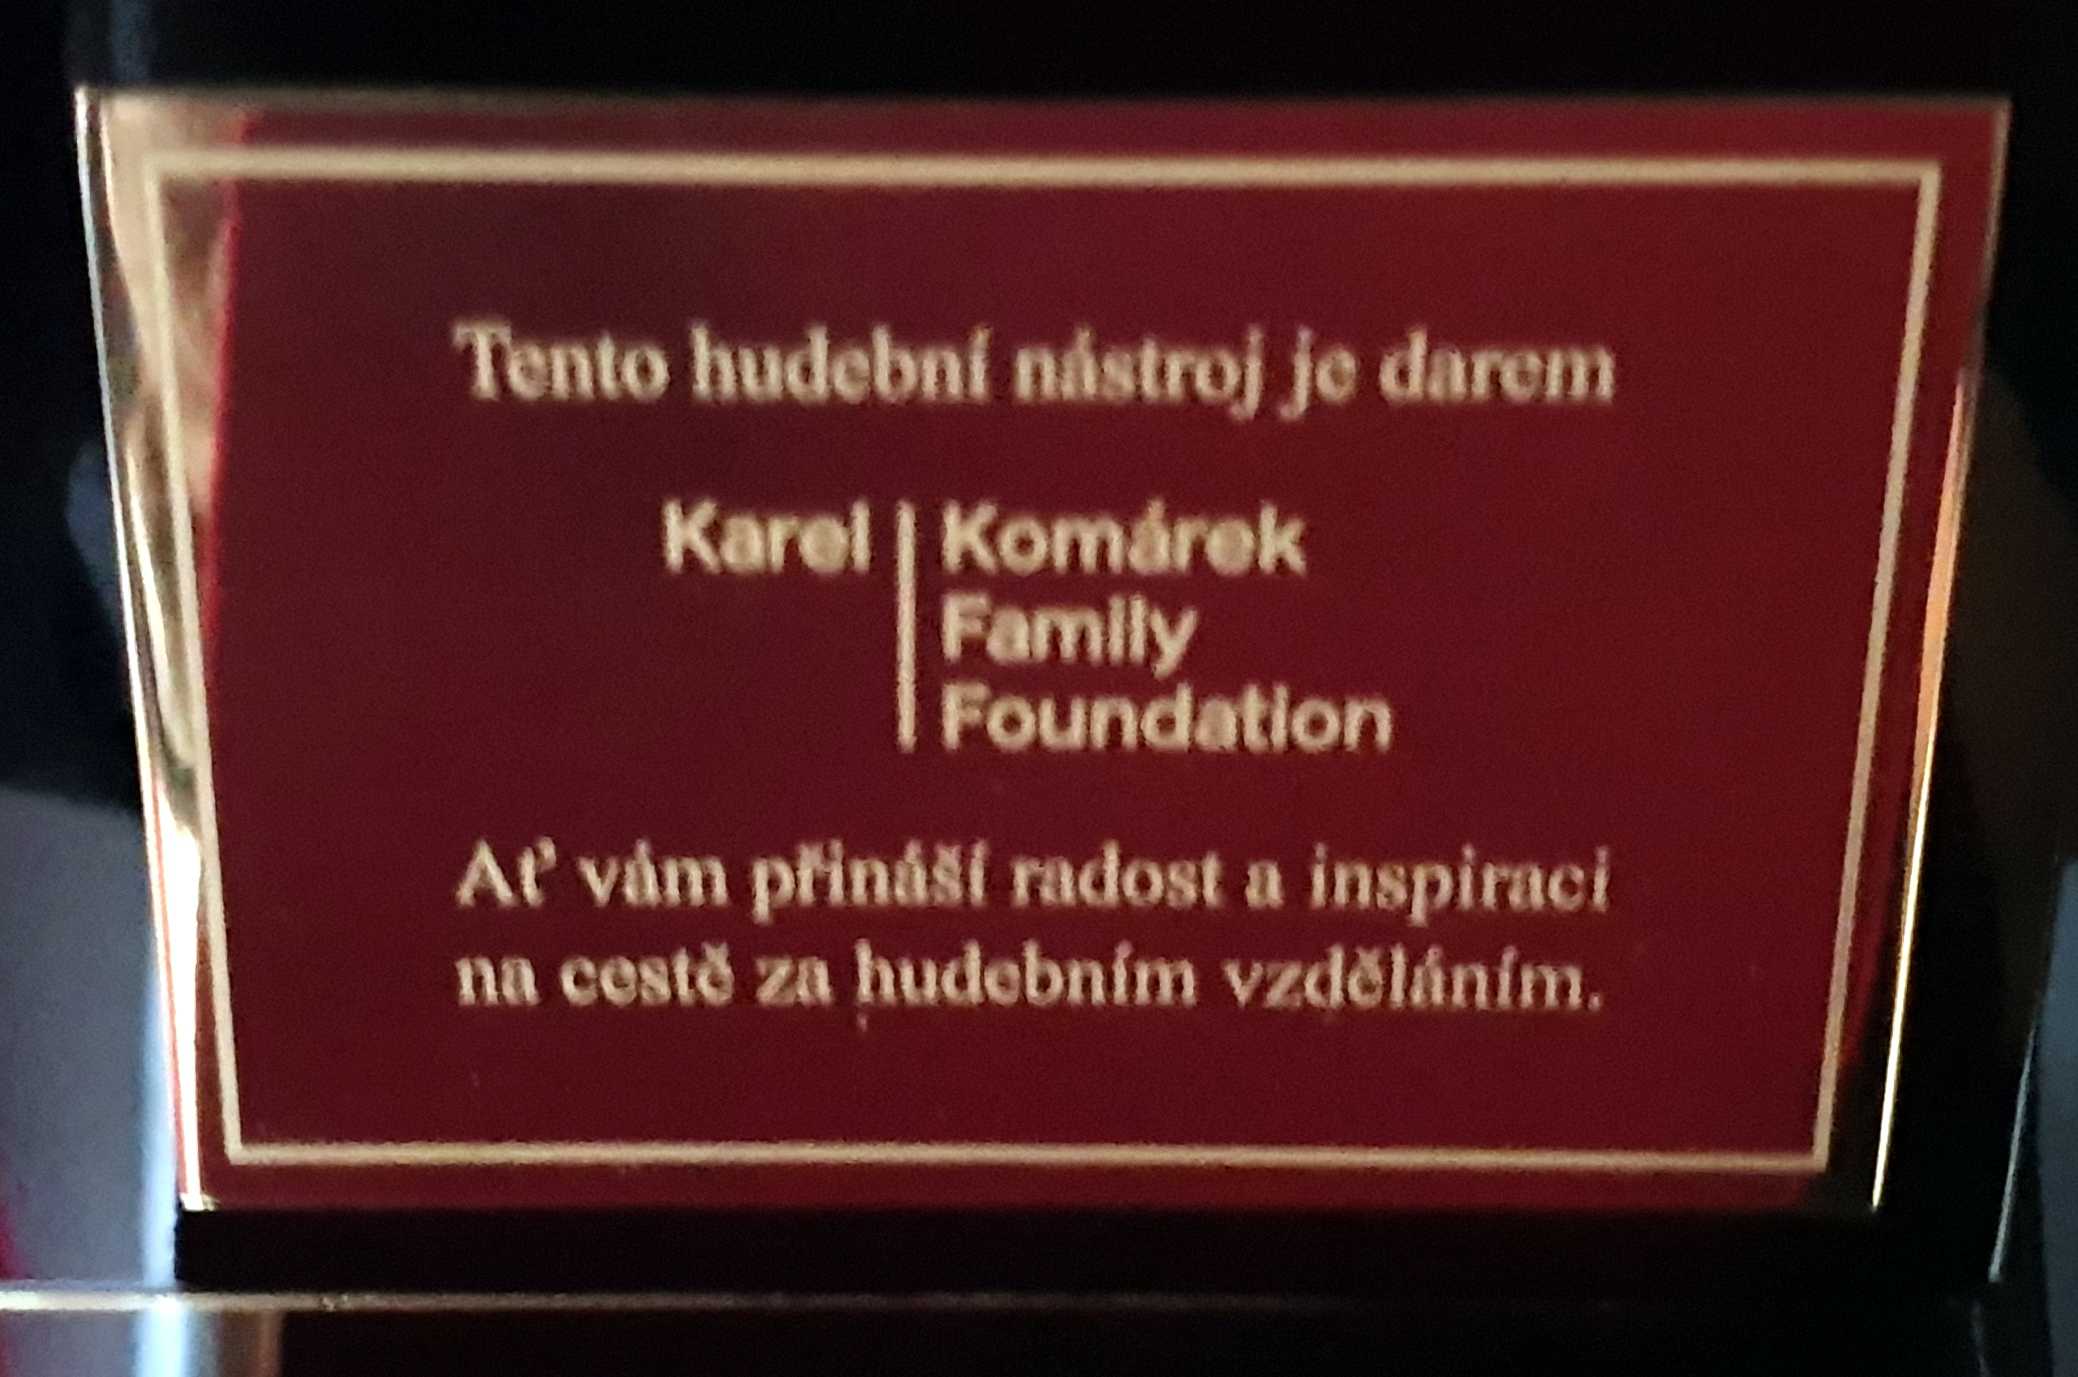 Tento hudební nástroj je darem
Karel | Komárek
Family
Foundation
Ať vám přináší radost a inspiraci
na cestě za hudebním vzděláním.